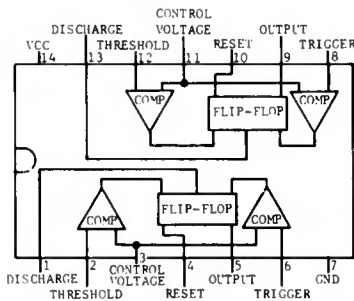 CONTROL
DISCHARGE VOLTAGE OUTPUT
VCC THRESHOLD RESET TRIGGER
14 13 12 11 10 9 8
COMP FLIP-FLOP COMP
COMP FLIP-FLOP COMP
1 2 3 4 5 6 7
DISCHARGE CONTROL OUTPUT GND
THRESHOLD VOLTAGE RESET TRIGGER